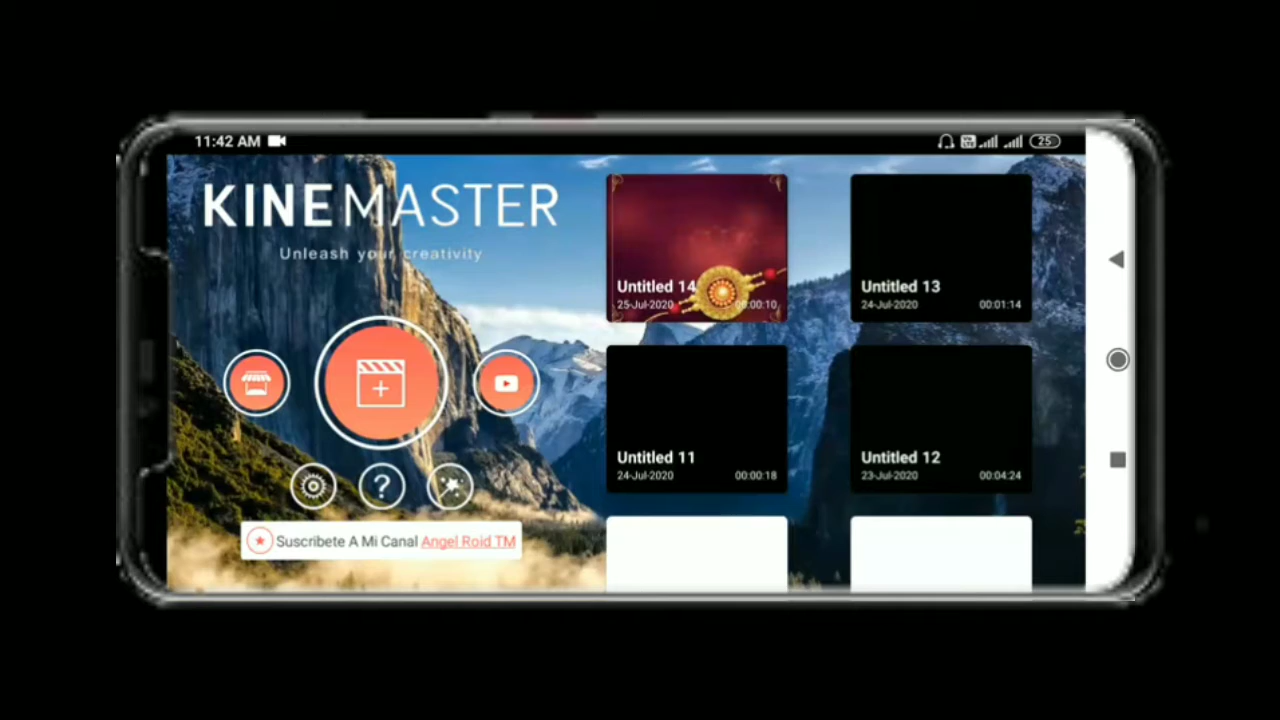 11:42 AM
25
KINEMASTER
Unleash your creativity
Untitled 14
25-Jul-2020 00:00:10
Untitled 13
24-Jul-2020 00:01:14
Untitled 11
24-Jul-2020 00:00:18
Untitled 12
23-Jul-2020 00:04:24
Suscribete A Mi Canal Angel Roid TM